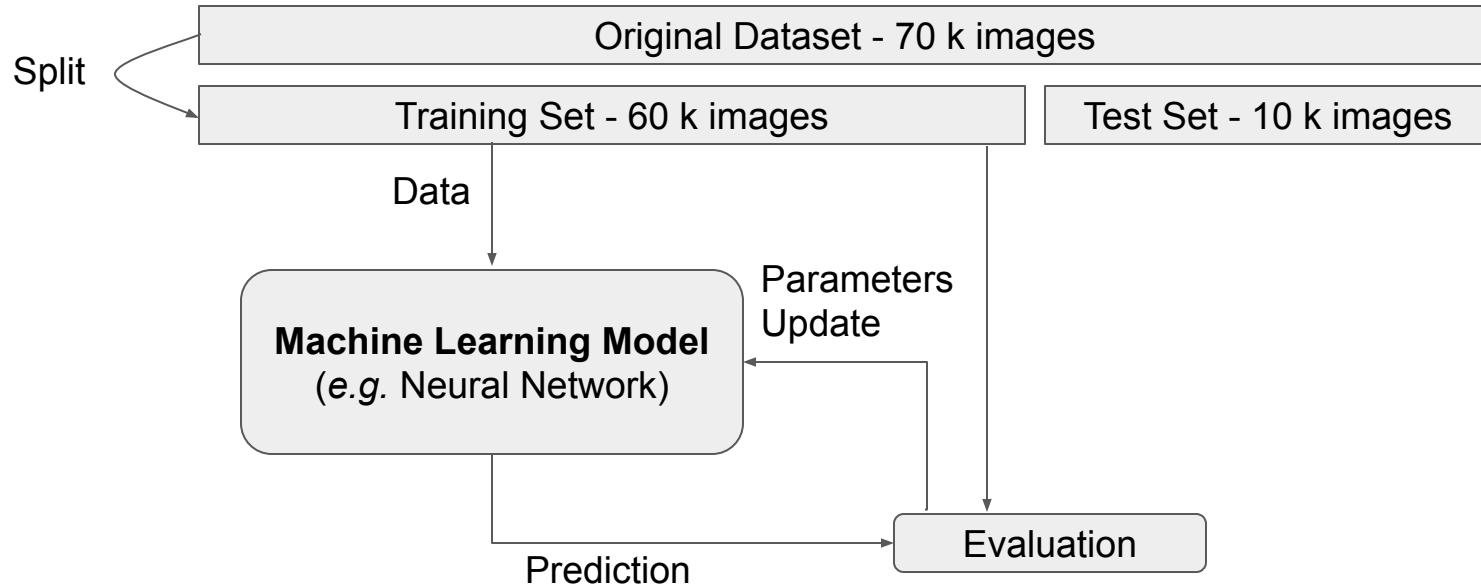 Original Dataset - 70 k images
Split
Training Set - 60 k images
Test Set - 10 k images
Data
Parameters
Update
Machine Learning Model
(e.g. Neural Network)
Evaluation
Prediction